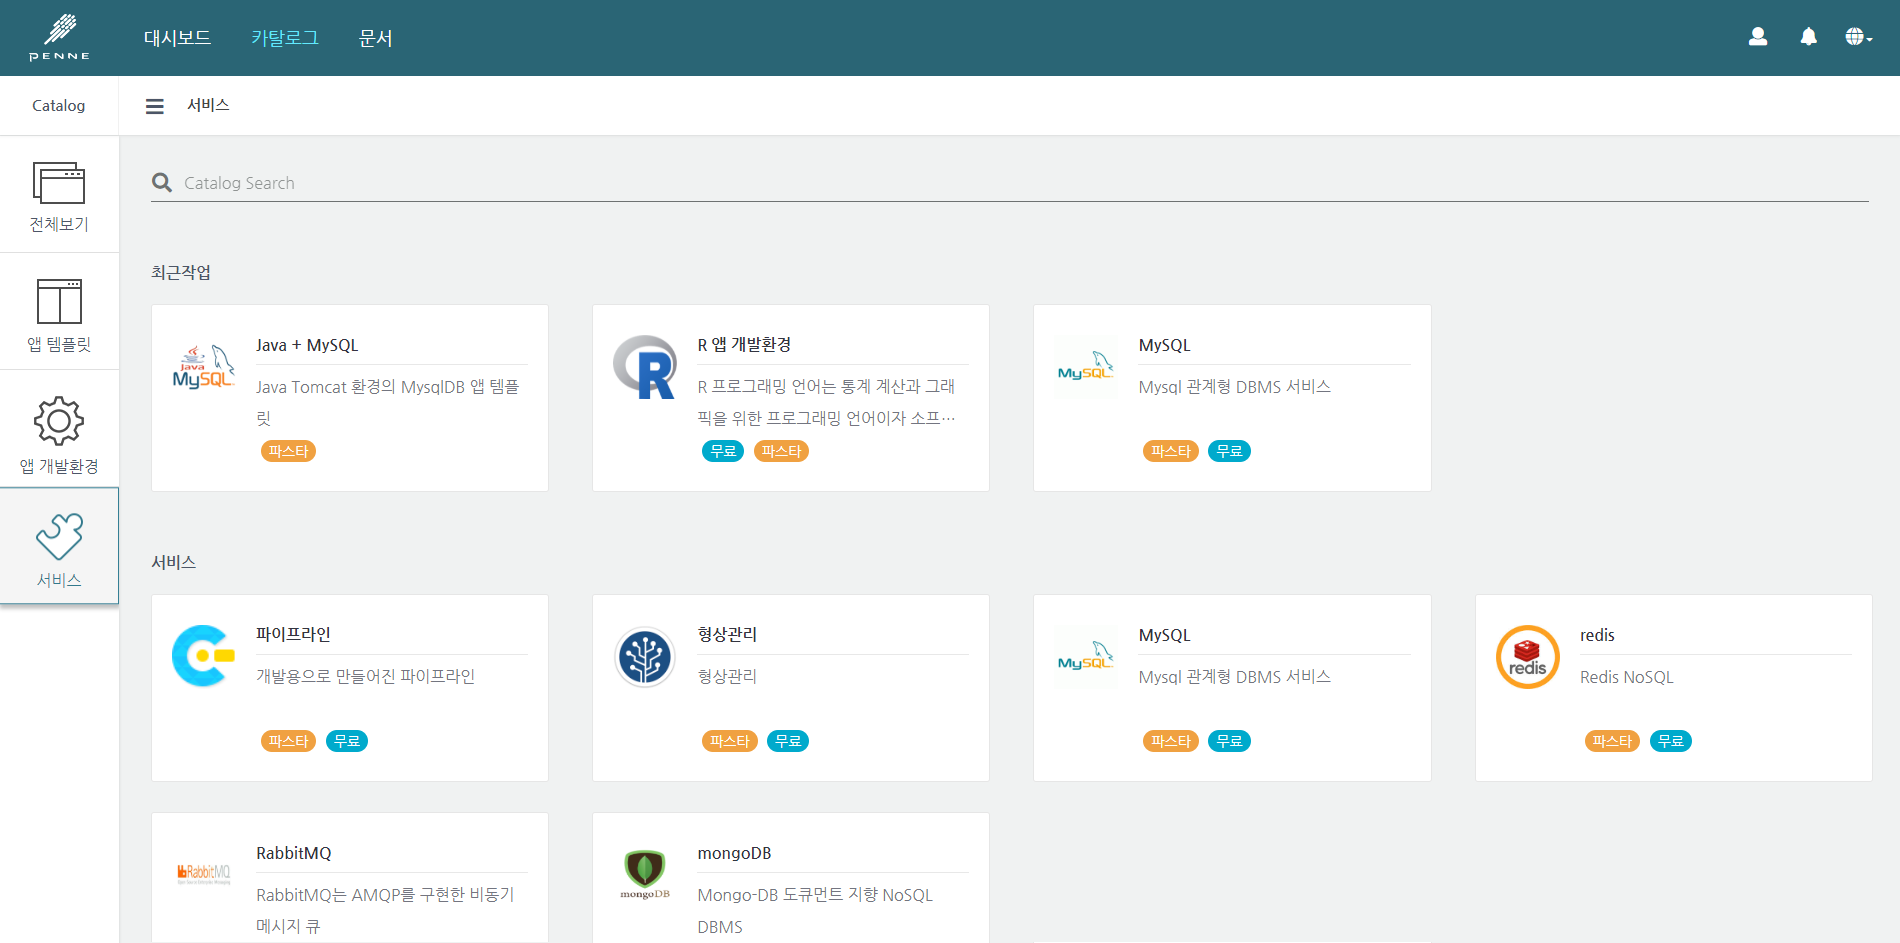 PENNE
대시보드 카탈로그 문서
Catalog
서비스
전체보기
앱 템플릿
앱 개발환경
서비스
Catalog Search
최근작업
Java
MySQL
Java + MySQL
Java Tomcat 환경의 MysqlDB 앱 템플
릿
파스타
R
R 앱 개발환경
R 프로그래밍 언어는 통계 계산과 그래
픽을 위한 프로그래밍 언어이자 소프…
무료 파스타
MySQL
MySQL
Mysql 관계형 DBMS 서비스
파스타 무료
서비스
파이프라인
개발용으로 만들어진 파이프라인
파스타 무료
형상관리
형상관리
파스타 무료
MySQL
MySQL
Mysql 관계형 DBMS 서비스
파스타 무료
redis
redis
Redis NoSQL
파스타 무료
RabbitMQ
RabbitMQ
RabbitMQ는 AMQP를 구현한 비동기
메시지 큐
mongoDB
mongoDB
Mongo-DB 도큐먼트 지향 NoSQL
DBMS